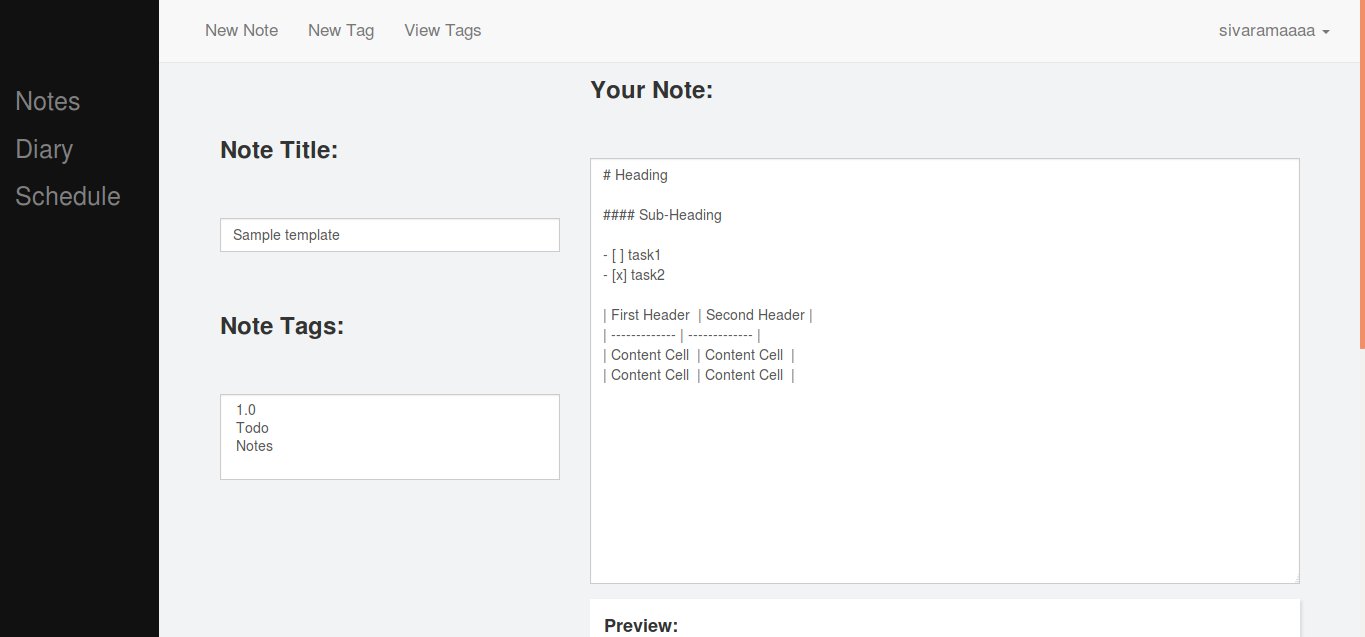 New Note New Tag View Tags sivaramaaaa
Notes
Diary
Schedule
Note Title:
Sample template
Note Tags:
1.0
Todo
Notes
Your Note:
# Heading
#### Sub-Heading
- [ ] task1
- [x] task2
| First Header  | Second Header |
| ------------- | ------------- |
| Content Cell  | Content Cell  |
| Content Cell  | Content Cell  |
Preview: